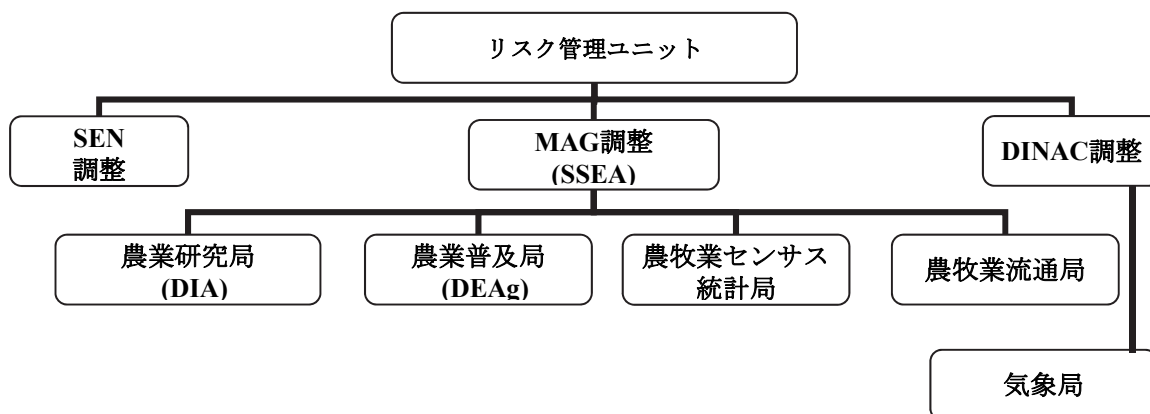 リスク管理ユニット
SEN
調整
MAG調整
(SSEA)
DINAC調整
農業研究局
(DIA)
農業普及局
(DEAg)
農牧業センサス
統計局
農牧業流通局
気象局